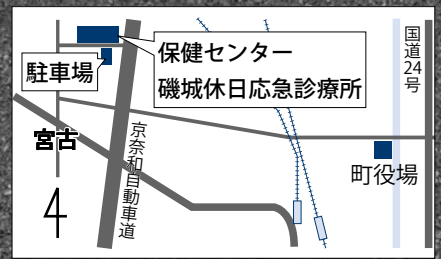 保健センター
磯城休日応急診療所
駐車場
国道24号
宮古
京奈和自動車道
町役場